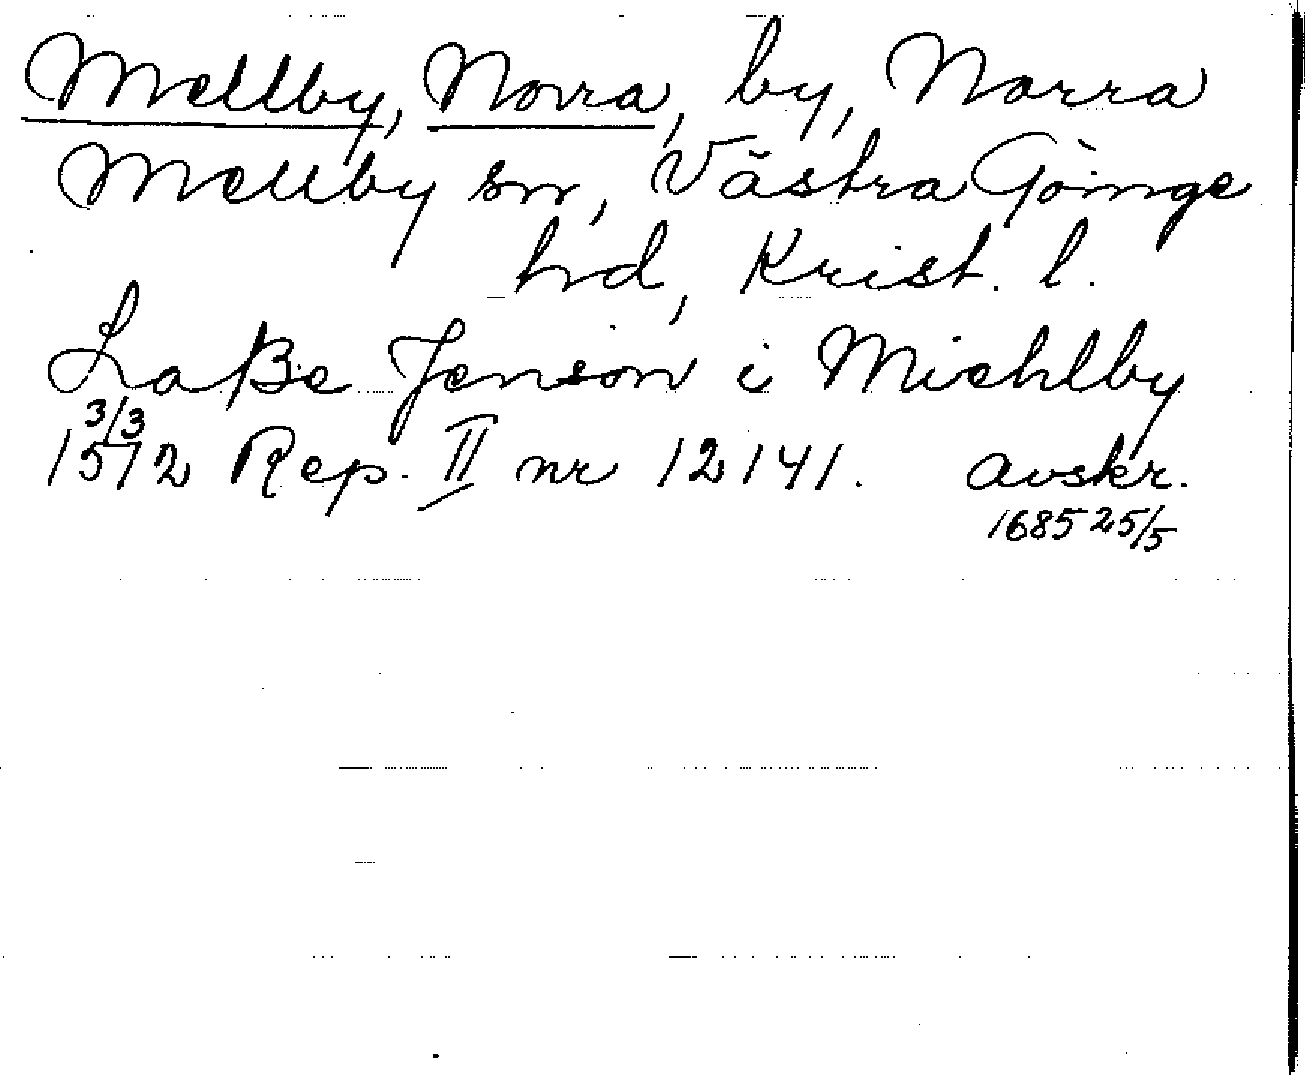 Mellby, Norra, by, Norra
Mellby sn, Västra Göinge
hd, Krist. l.
Laße Jenson i Miehlby
3/3
1512 Rep. II nr 12141. avskr.
1685 25/5